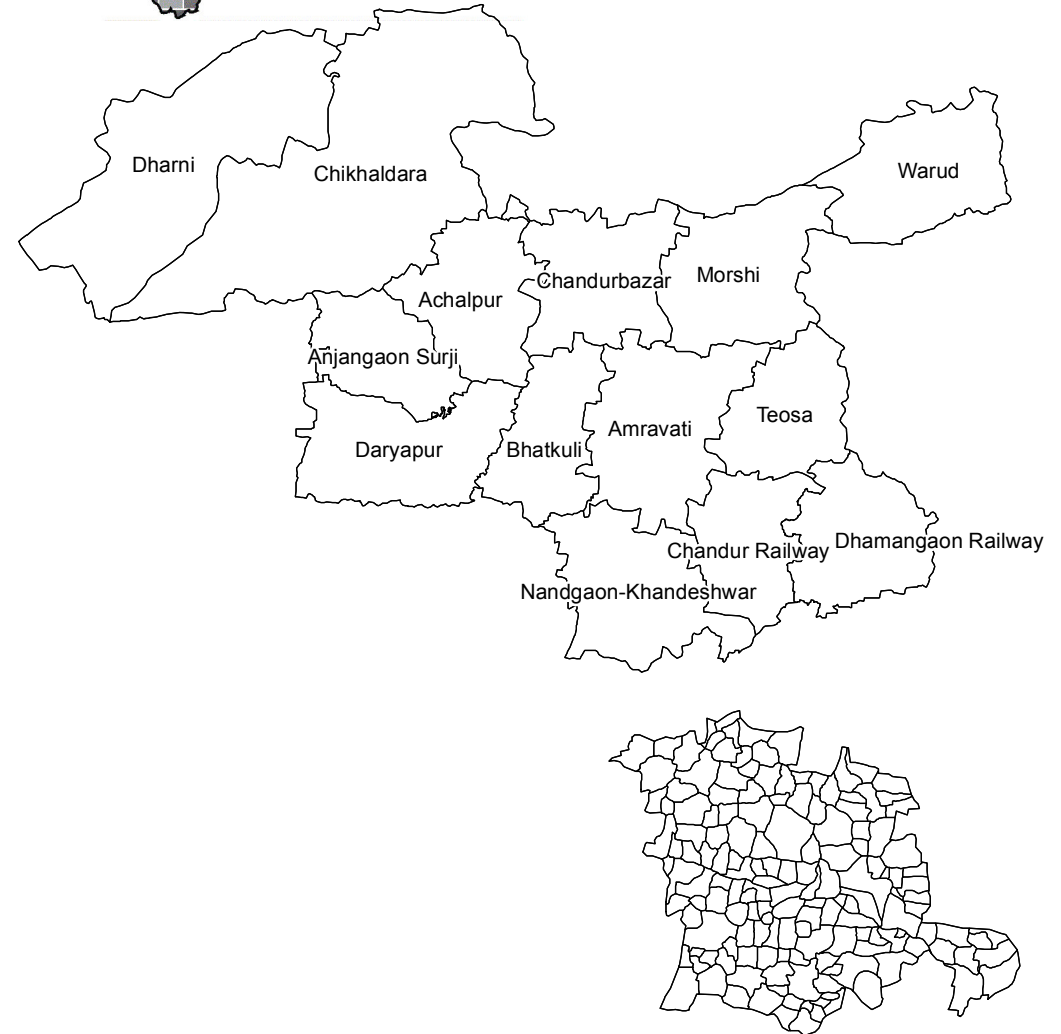 Dharni
Chikhaldara
Warud
Achalpur
Chandurbazar
Morshi
Anjangaon Surji
Daryapur
Bhatkuli
Amravati
Teosa
Chandur Railway
Dhamangaon Railway
Nandgaon-Khandeshwar